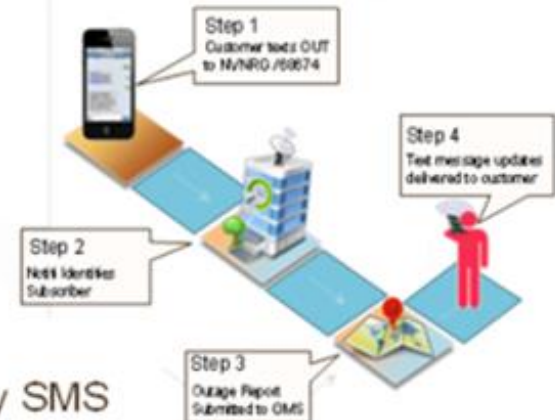 Step 1
Customer texts OUT
to NVNRG /68674
Step 2
Notifi Identifies
Subscriber
Step 3
Outage Report
Submitted to OMS
Step 4
Text message updates
delivered to customer
SMS